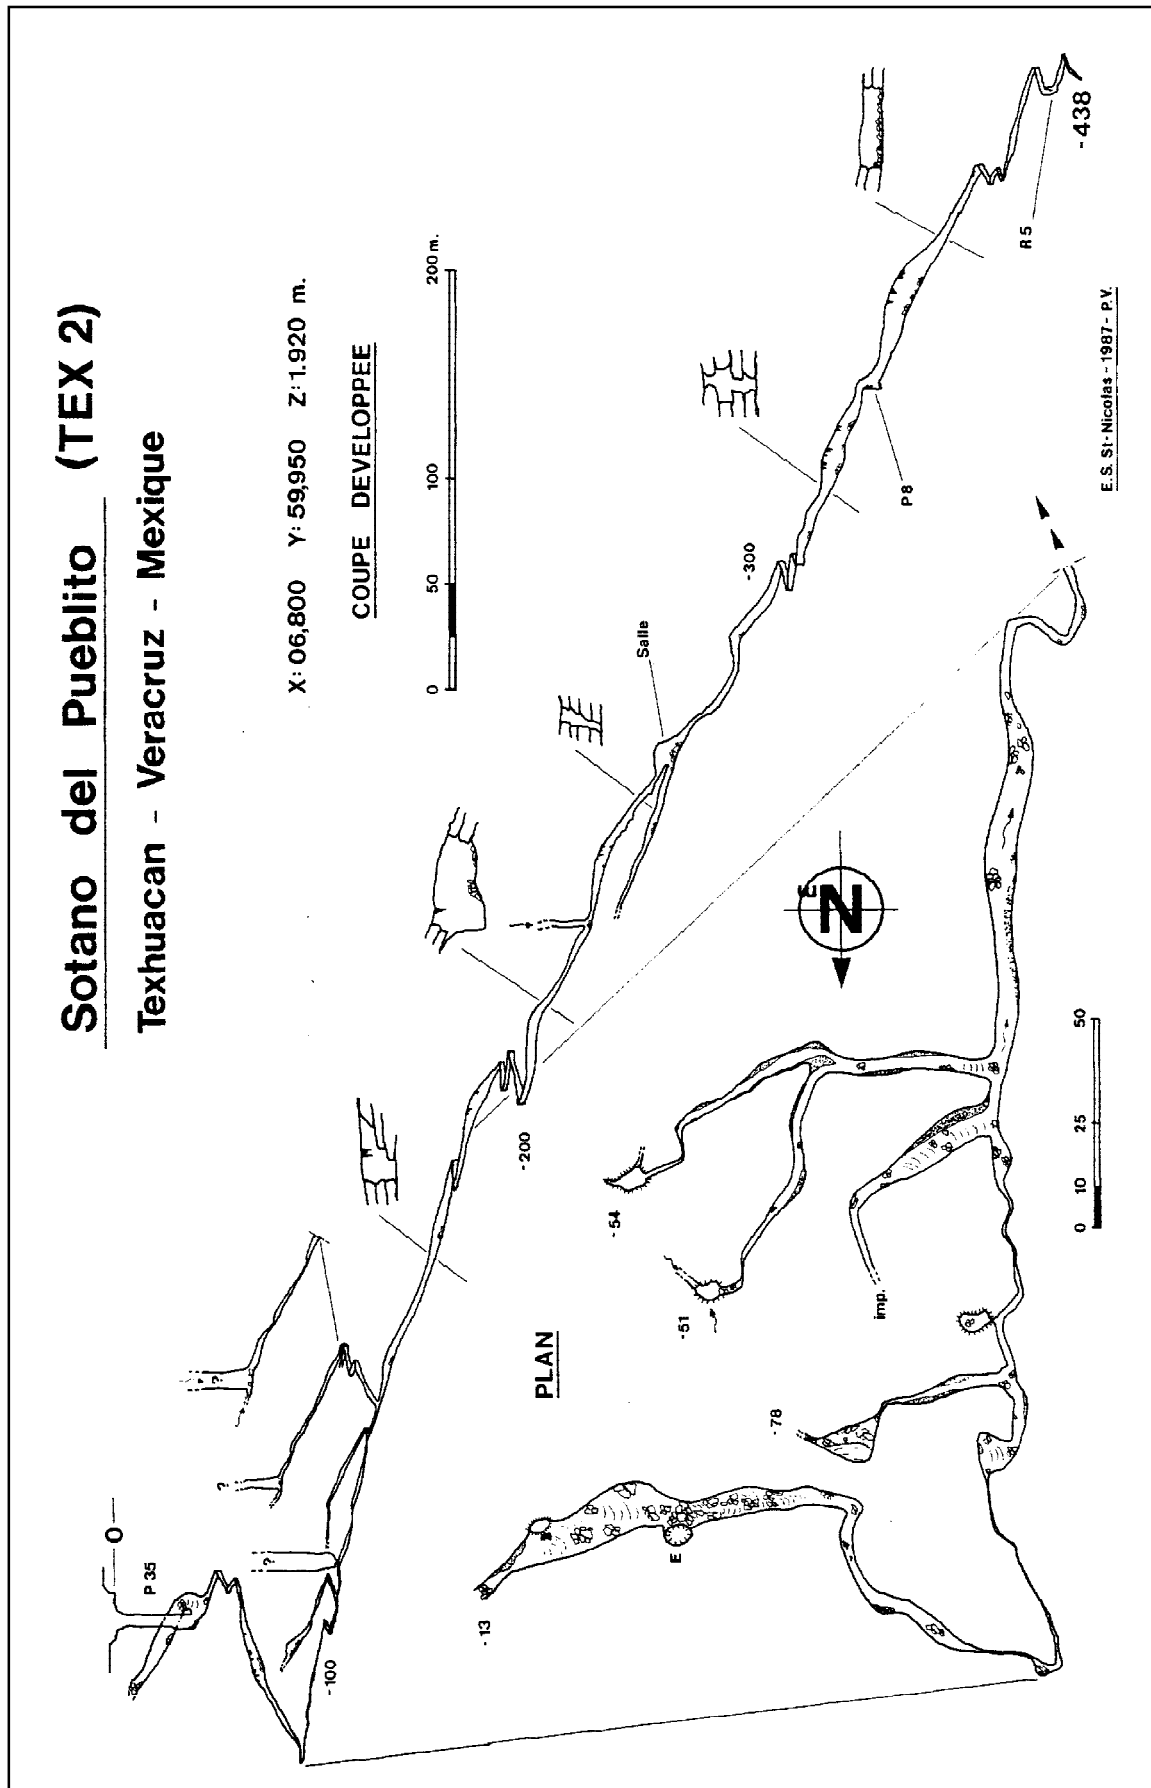 Sotano del Pueblito (TEX 2)
Texhuacan - Veracruz - Mexique
X: 06,800 Y: 59,950 Z: 1.920 m.
COUPE DEVELOPPEE
0 50 100 200 m.
0
P 35
?
?
?
-100
-200
Salle
-300
P 8
R 5
-438
PLAN
-13
E
-78
-51
-54
imp.
N
0 10 25 50
E.S. St-Nicolas - 1987 - P.V.